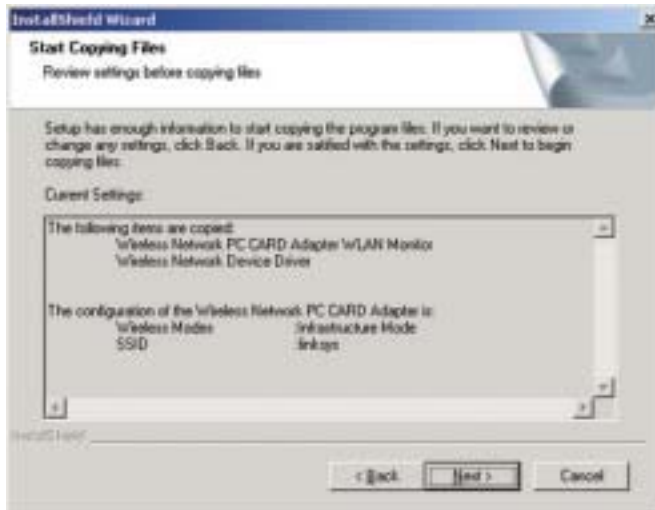 InstallShield Wizard
Start Copying Files
Review settings before copying files
Setup has enough information to start copying the program files. If you want to review or
change any settings, click Back. If you are satified with the settings, click Next to begin
copying files.
Current Settings:
The following items are copied:
Wireless Network PC CARD Adapter WLAN Monitor
Wireless Network Device Driver
The configuration of the Wireless Network PC CARD Adapter is:
Wireless Modes :Infrastructure Mode
SSID :linksys
InstallShield
< Back Next > Cancel